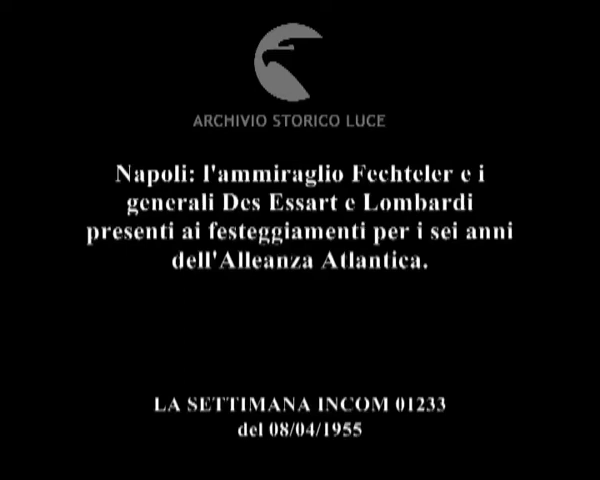 ARCHIVIO STORICO LUCE
Napoli: l'ammiraglio Fechteler e i
generali Des Essart e Lombardi
presenti ai festeggiamenti per i sei anni
dell'Alleanza Atlantica.
LA SETTIMANA INCOM 01233
del 08/04/1955